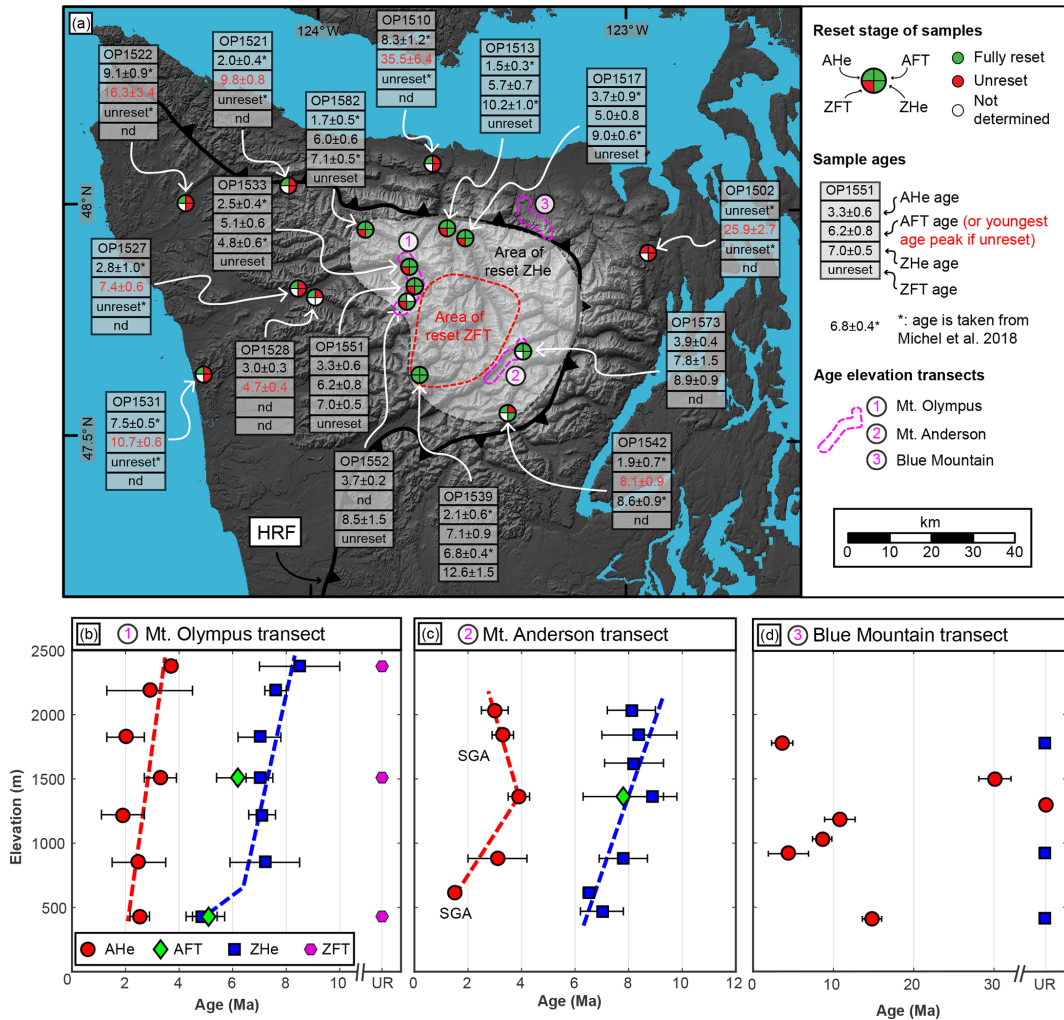 (a)
124° W
123° W
48° N
47.5° N
OP1522
9.1±0.9*
16.3±3.4
unreset*
nd
OP1521
2.0±0.4*
9.8±0.8
unreset*
nd
OP1582
1.7±0.5*
6.0±0.6
7.1±0.5*
unreset
OP1510
8.3±1.2*
35.5±6.4
unreset*
nd
OP1513
1.5±0.3*
5.7±0.7
10.2±1.0*
unreset
OP1517
3.7±0.9*
5.0±0.8
9.0±0.6*
unreset
OP1533
2.5±0.4*
5.1±0.6
4.8±0.6*
unreset
OP1502
unreset*
25.9±2.7
unreset*
nd
OP1527
2.8±1.0*
7.4±0.6
unreset*
nd
OP1528
3.0±0.3
4.7±0.4
nd
nd
OP1551
3.3±0.6
6.2±0.8
7.0±0.5
unreset
OP1573
3.9±0.4
7.8±1.5
8.9±0.9
nd
OP1531
7.5±0.5*
10.7±0.6
unreset*
nd
OP1552
3.7±0.2
nd
8.5±1.5
unreset
OP1539
2.1±0.6*
7.1±0.9
6.8±0.4*
12.6±1.5
OP1542
1.9±0.7*
8.1±0.9
8.6±0.9*
nd
Area of
reset ZHe
Area of
reset ZFT
1
2
3
HRF
Reset stage of samples
AHe
AFT
ZFT
ZHe
Fully reset
Unreset
Not
determined
Sample ages
OP1551
3.3±0.6
6.2±0.8
7.0±0.5
unreset
AHe age
AFT age (or youngest
age peak if unreset)
ZHe age
ZFT age
6.8±0.4*
*: age is taken from
Michel et al. 2018
Age elevation transects
1 Mt. Olympus
2 Mt. Anderson
3 Blue Mountain
km
0 10 20 30 40
(b) 1 Mt. Olympus transect
2500
2000
1500
1000
500
0
Elevation (m)
AHe AFT ZHe ZFT
2 4 6 8 UR
Age (Ma)
(c) 2 Mt. Anderson transect
SGA
SGA
0 2 4 6 8 10 12
Age (Ma)
(d) 3 Blue Mountain transect
0 10 20 30 UR
Age (Ma)